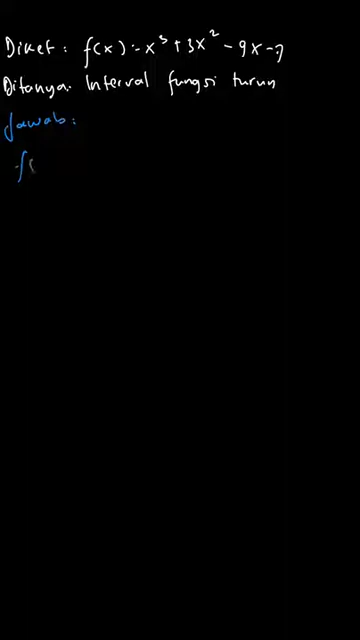 Diket: f(x) = x³ + 3x² - 9x - 7
Ditanya: Interval fungsi turun
Jawab:
f(